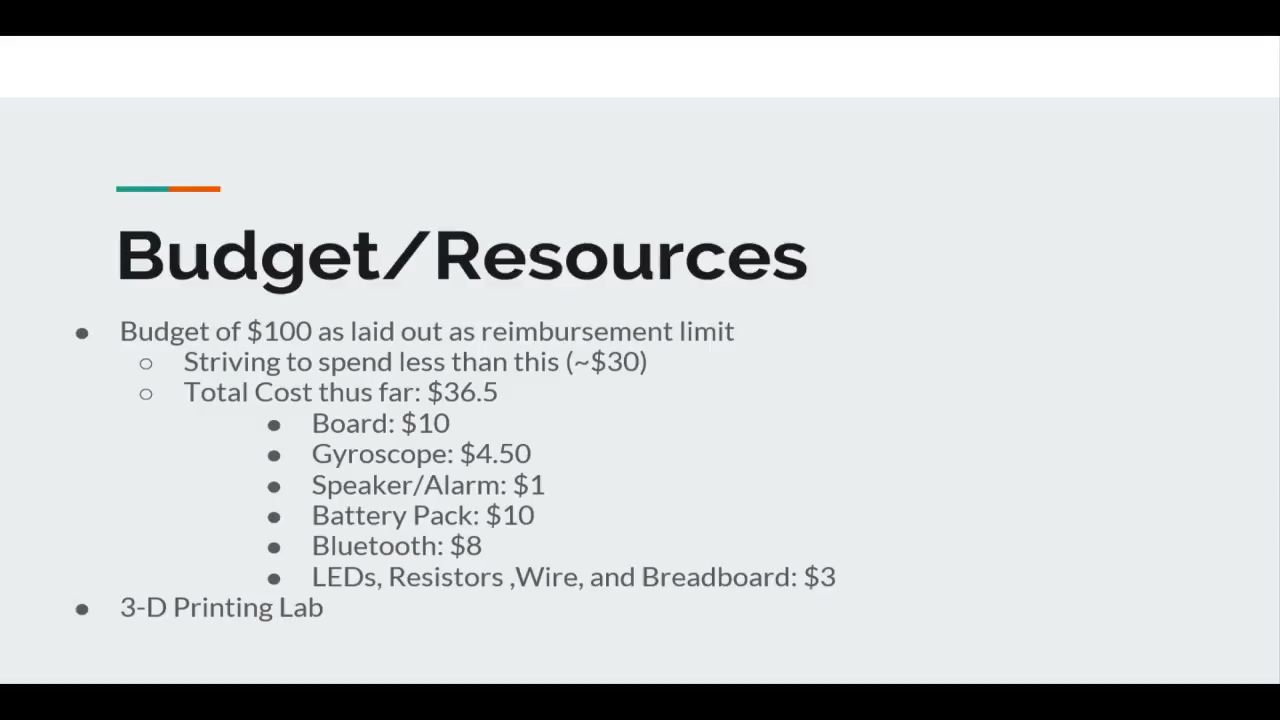 Budget/Resources
● Budget of $100 as laid out as reimbursement limit
○ Striving to spend less than this (~$30)
○ Total Cost thus far: $36.5
● Board: $10
● Gyroscope: $4.50
● Speaker/Alarm: $1
● Battery Pack: $10
● Bluetooth: $8
● LEDs, Resistors ,Wire, and Breadboard: $3
● 3-D Printing Lab